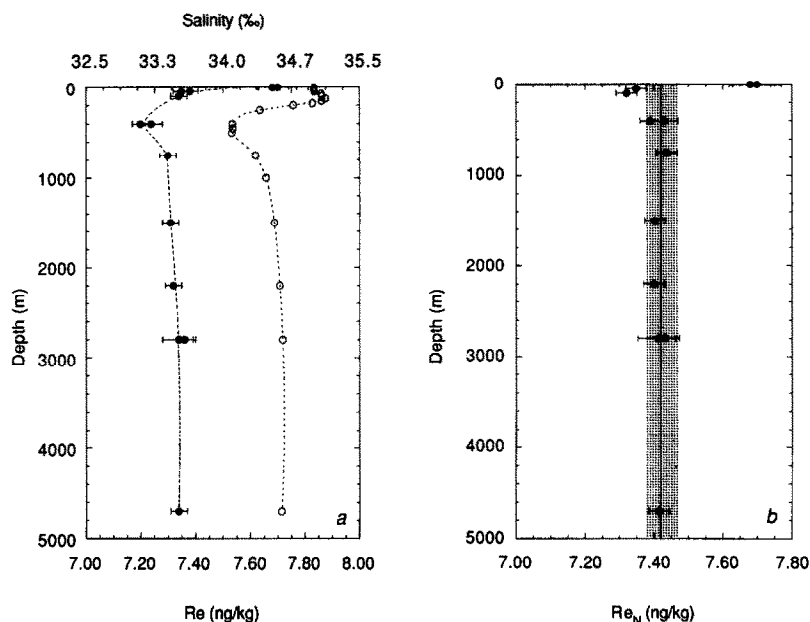 Salinity (‰)
32.5 33.5 34.0 34.7 35.5
0
1000
2000
3000
4000
5000
Depth (m)
a
7.00 7.20 7.40 7.60 7.80 8.00
Re (ng/kg)
0
1000
2000
3000
4000
5000
Depth (m)
b
7.00 7.20 7.40 7.60 7.80
Re_N (ng/kg)